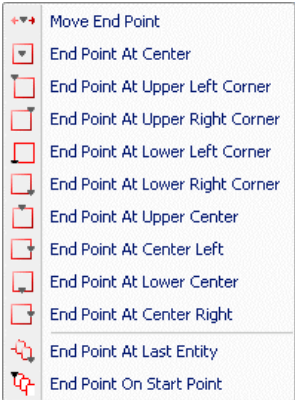 Move End Point
End Point At Center
End Point At Upper Left Corner
End Point At Upper Right Corner
End Point At Lower Left Corner
End Point At Lower Right Corner
End Point At Upper Center
End Point At Center Left
End Point At Lower Center
End Point At Center Right
End Point At Last Entity
End Point On Start Point